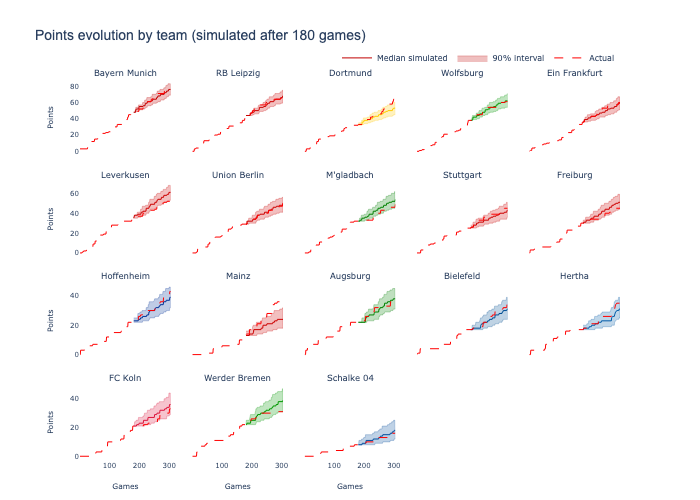 Points evolution by team (simulated after 180 games)
Median simulated 90% interval Actual
Bayern Munich RB Leipzig Dortmund Wolfsburg Ein Frankfurt
80
60
40
20
0
Points
Leverkusen Union Berlin M'gladbach Stuttgart Freiburg
60
40
20
0
Points
Hoffenheim Mainz Augsburg Bielefeld Hertha
40
20
0
Points
FC Koln Werder Bremen Schalke 04
40
20
0
Points
100 200 300 100 200 300 100 200 300
Games Games Games